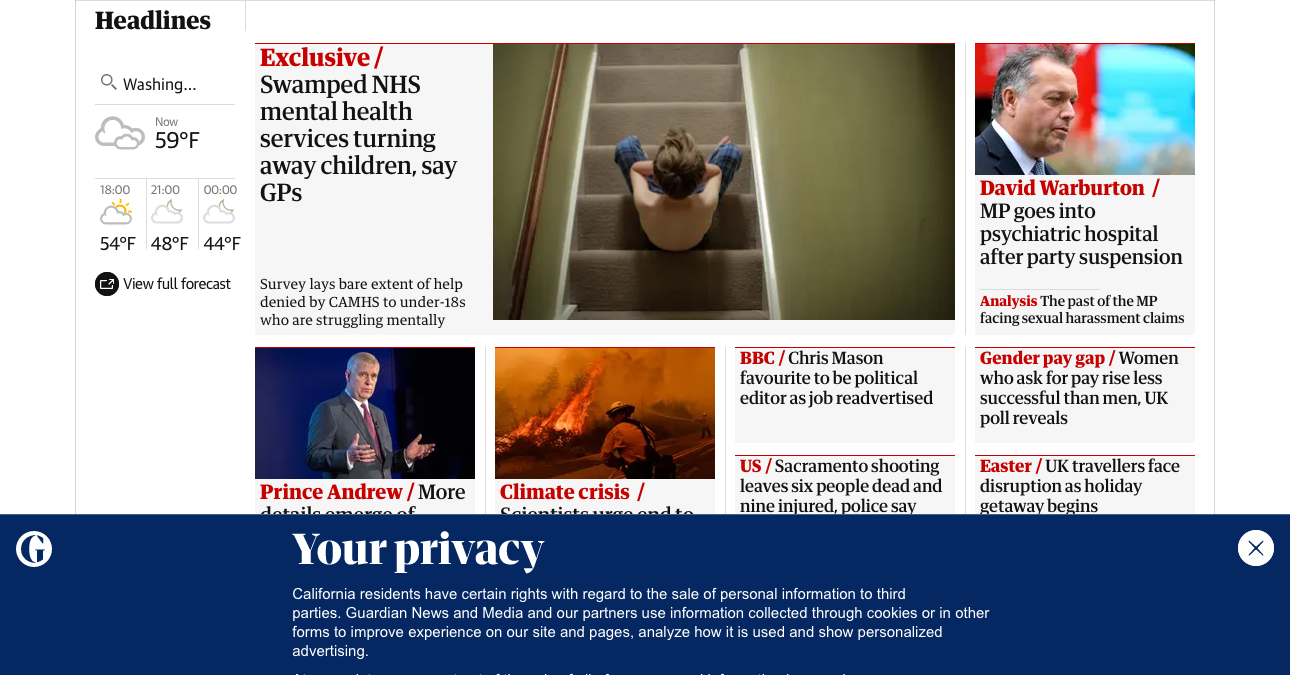 Headlines
Washing...
Now
59°F
18:00
21:00
00:00
54°F
48°F
44°F
View full forecast
Exclusive /
Swamped NHS
mental health
services turning
away children, say
GPs
Survey lays bare extent of help
denied by CAMHS to under-18s
who are struggling mentally
David Warburton /
MP goes into
psychiatric hospital
after party suspension
Analysis The past of the MP
facing sexual harassment claims
Prince Andrew / More
details emerge of
Climate crisis /
Scientists urge end to
BBC / Chris Mason
favourite to be political
editor as job readvertised
US / Sacramento shooting
leaves six people dead and
nine injured, police say
Gender pay gap / Women
who ask for pay rise less
successful than men, UK
poll reveals
Easter / UK travellers face
disruption as holiday
getaway begins
Your privacy
California residents have certain rights with regard to the sale of personal information to third
parties. Guardian News and Media and our partners use information collected through cookies or in other
forms to improve experience on our site and pages, analyze how it is used and show personalized
advertising.